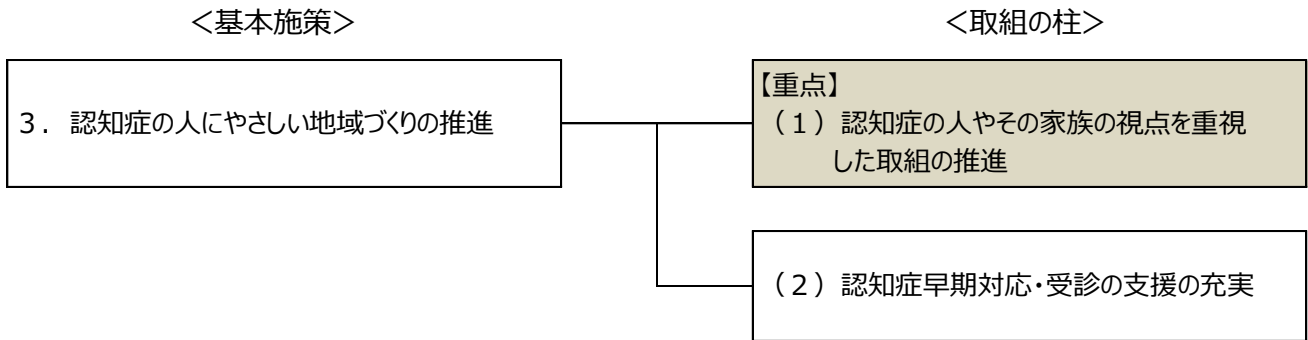 ＜基本施策＞
＜取組の柱＞
３．認知症の人にやさしい地域づくりの推進
【重点】
（１）認知症の人やその家族の視点を重視
した取組の推進
（２）認知症早期対応・受診の支援の充実